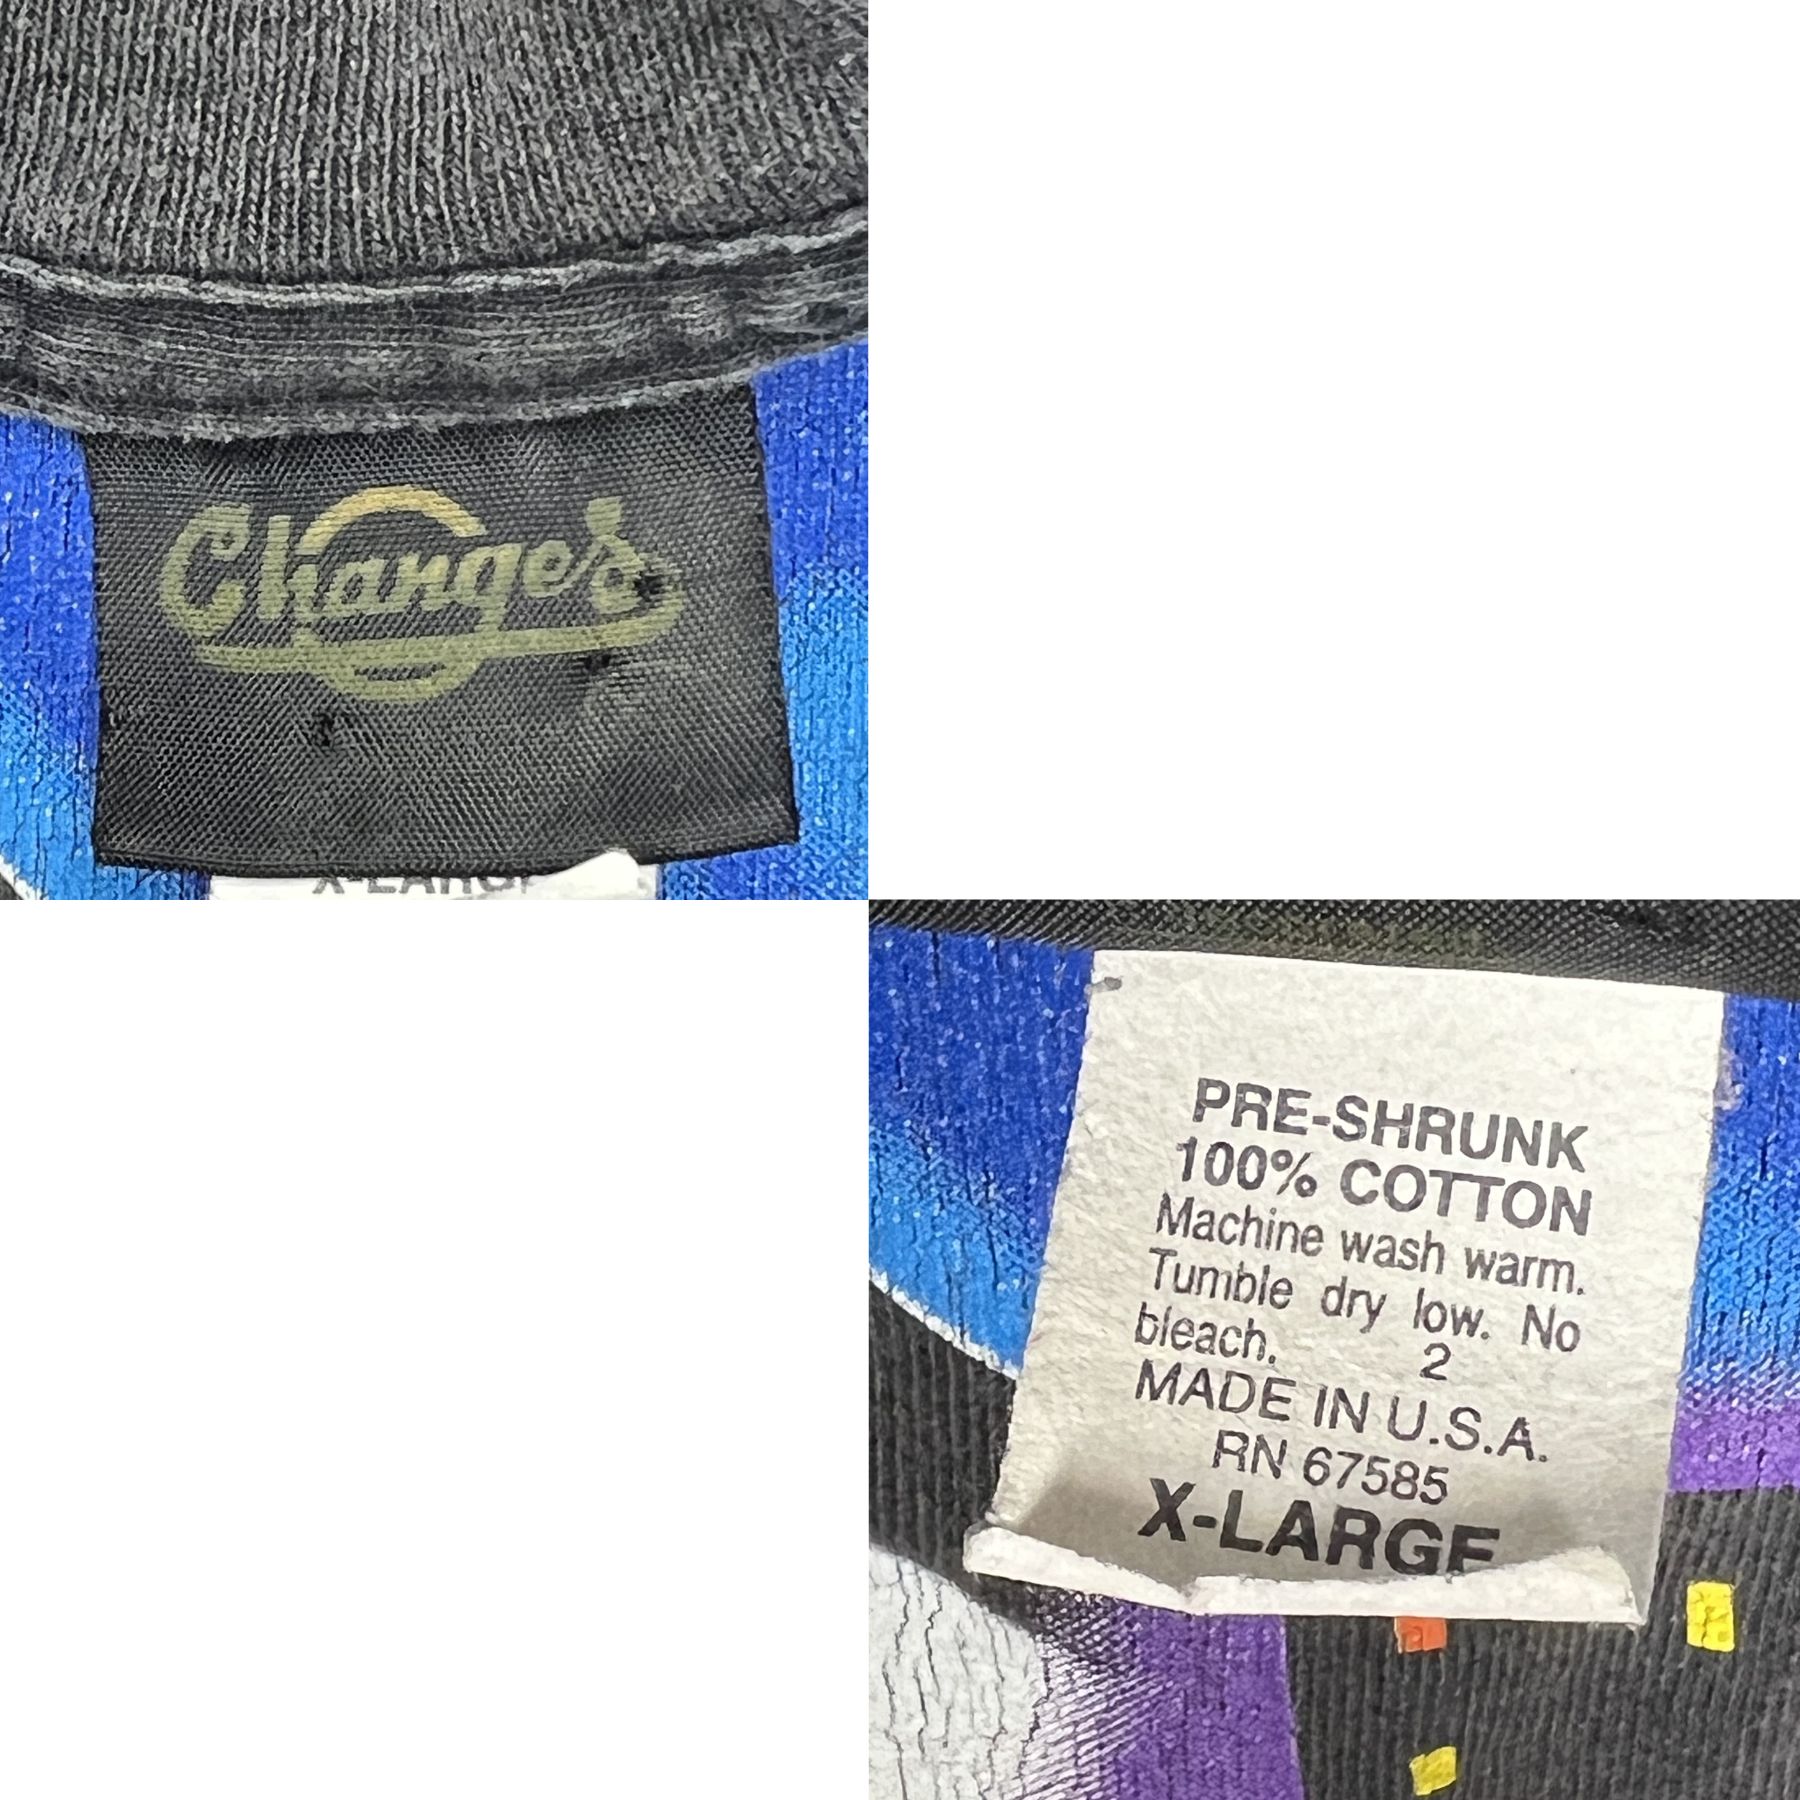 Changes
X-LARGE
PRE-SHRUNK
100% COTTON
Machine wash warm.
Tumble dry low. No
bleach. 2
MADE IN U.S.A.
RN 67585
X-LARGE